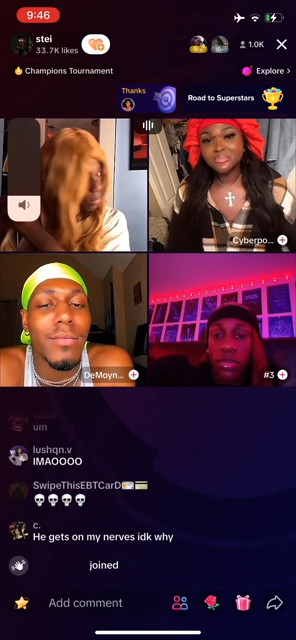 9:46
stei
33.7K likes
1.0K
Champions Tournament
Explore >
Thanks
Road to Superstars
Cyberpo...
DeMoyn...
#3
um
lushqn.v
IMAOOOO
SwipeThisEBTCarD
💀💀💀💀
c.
He gets on my nerves idk why
joined
Add comment